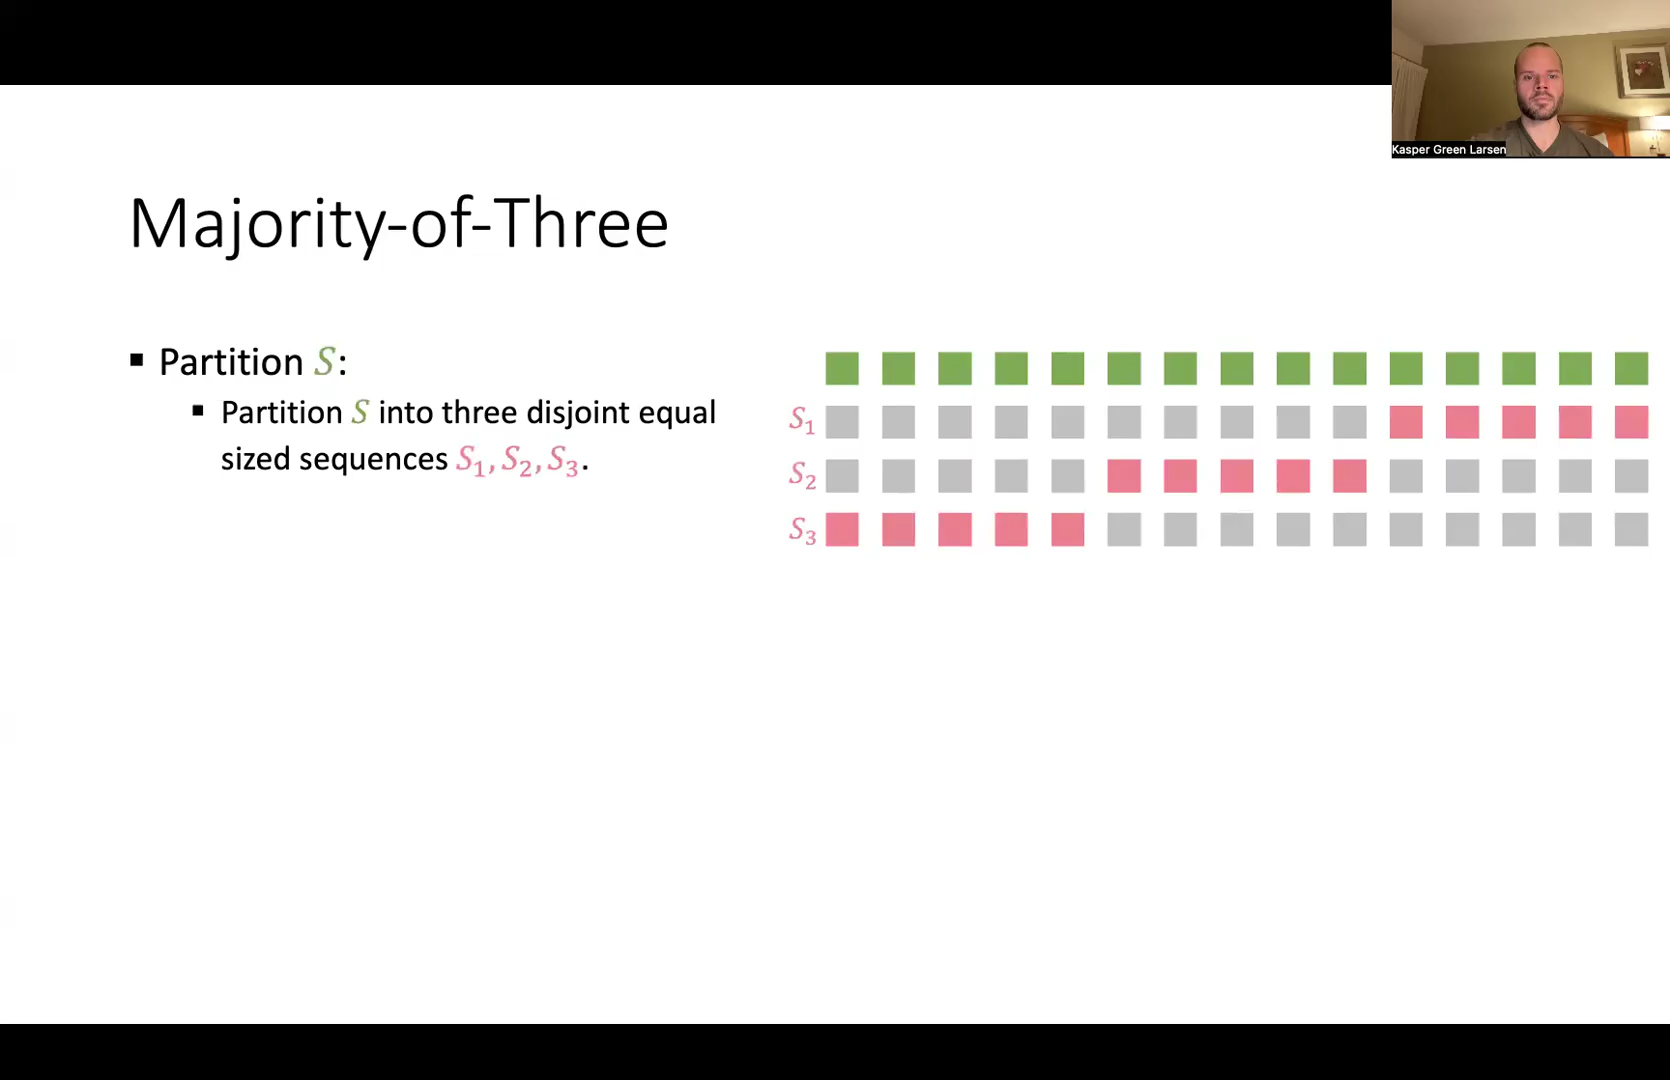 Kasper Green Larsen
Majority-of-Three
▪ Partition S:
▪ Partition S into three disjoint equal
sized sequences S₁, S₂, S₃.
S₁
S₂
S₃